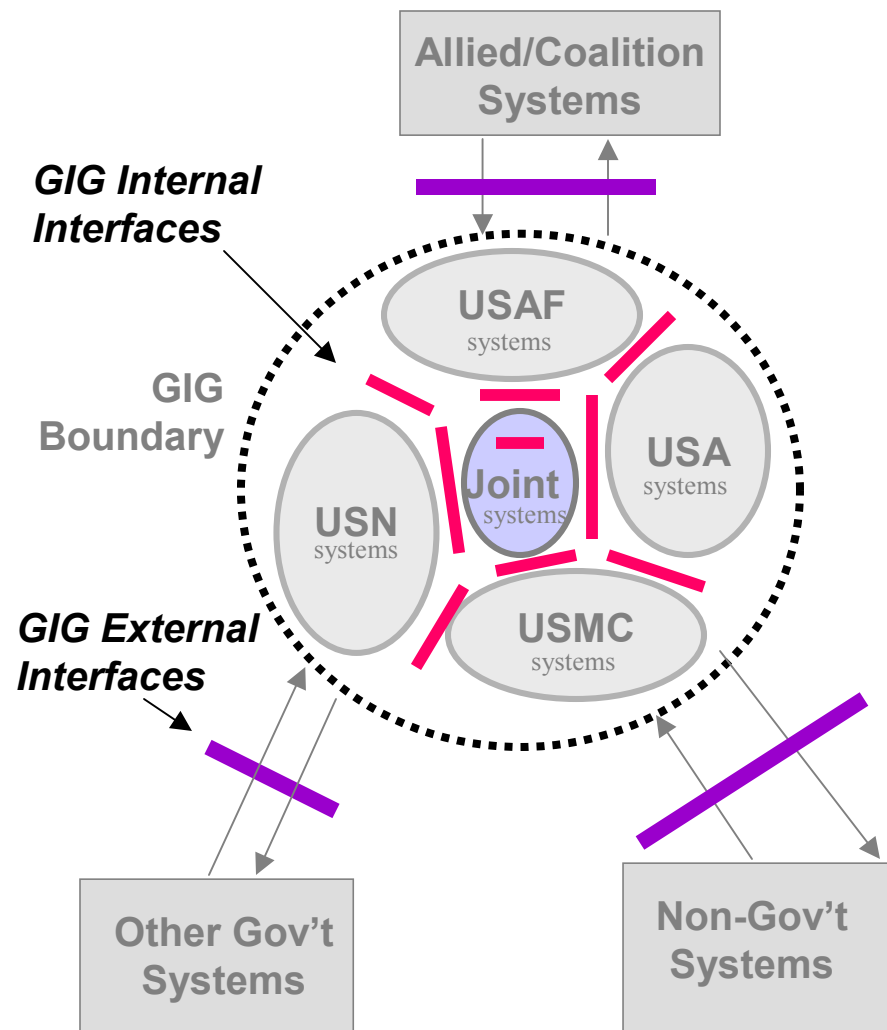 Allied/Coalition
Systems
GIG Internal
Interfaces
USAF
systems
GIG
Boundary
USA
systems
Joint
systems
USN
systems
USMC
systems
GIG External
Interfaces
Other Gov't
Systems
Non-Gov't
Systems